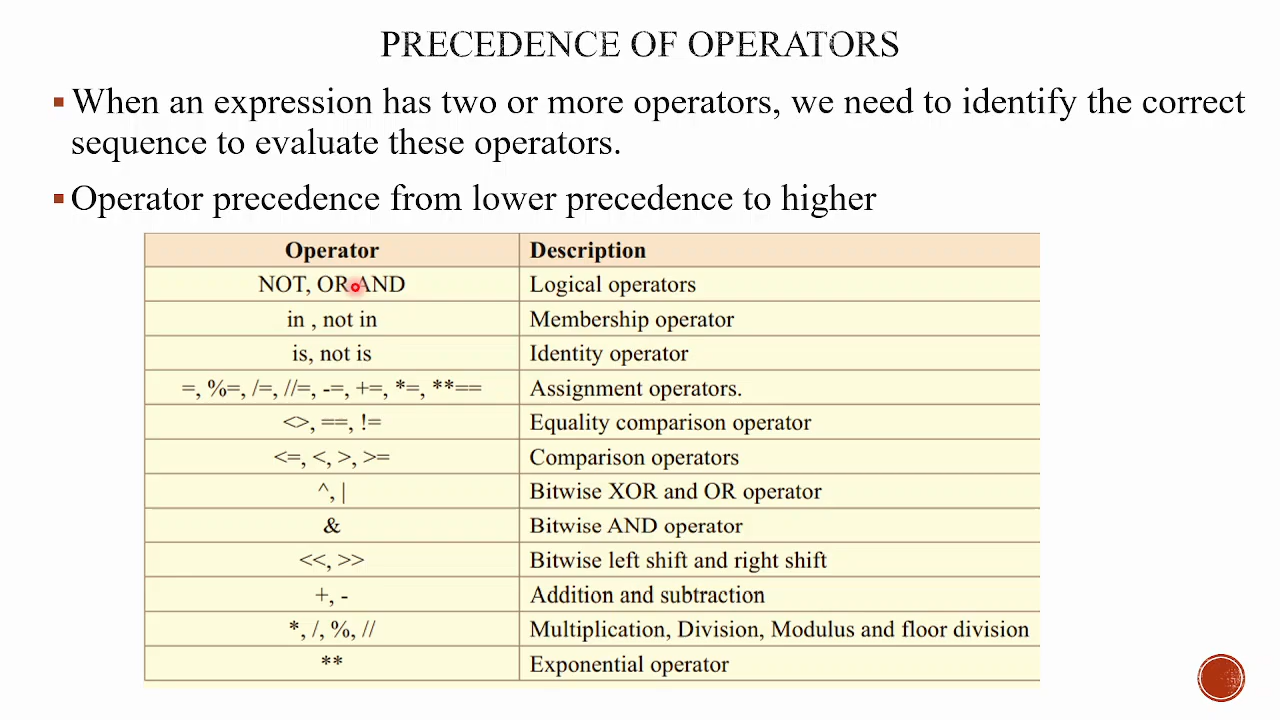 PRECEDENCE OF OPERATORS
▪ When an expression has two or more operators, we need to identify the correct
sequence to evaluate these operators.
▪ Operator precedence from lower precedence to higher
Operator Description
NOT, OR AND Logical operators
in , not in Membership operator
is, not is Identity operator
=, %=, /=, //=, -=, +=, *=, **== Assignment operators.
<>, ==, != Equality comparison operator
<=, <, >, >= Comparison operators
^, | Bitwise XOR and OR operator
& Bitwise AND operator
<<, >> Bitwise left shift and right shift
+, - Addition and subtraction
*, /, %, // Multiplication, Division, Modulus and floor division
** Exponential operator